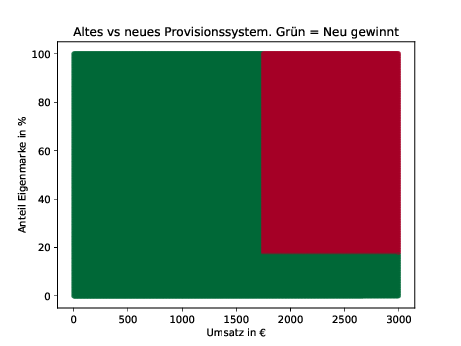 Altes vs neues Provisionssystem. Grün = Neu gewinnt
100
80
60
40
20
0
Anteil Eigenmarke in %
0 500 1000 1500 2000 2500 3000
Umsatz in €